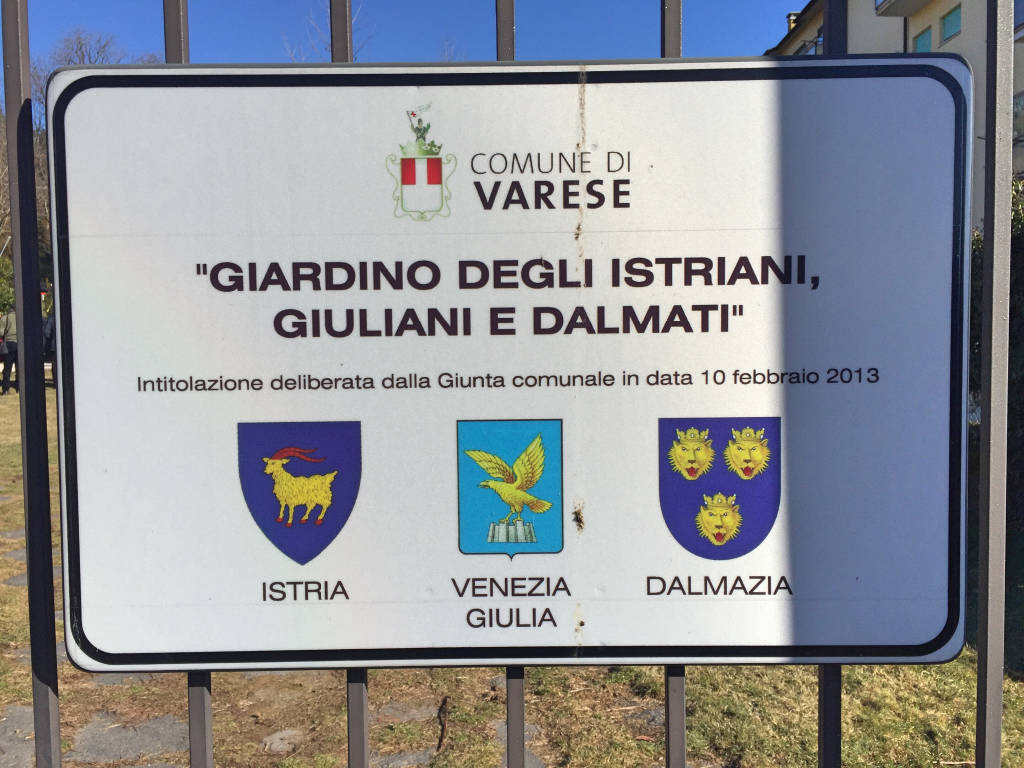 COMUNE DI
VARESE
"GIARDINO DEGLI ISTRIANI,
GIULIANI E DALMATI"
Intitolazione deliberata dalla Giunta comunale in data 10 febbraio 2013
ISTRIA
VENEZIA
GIULIA
DALMAZIA